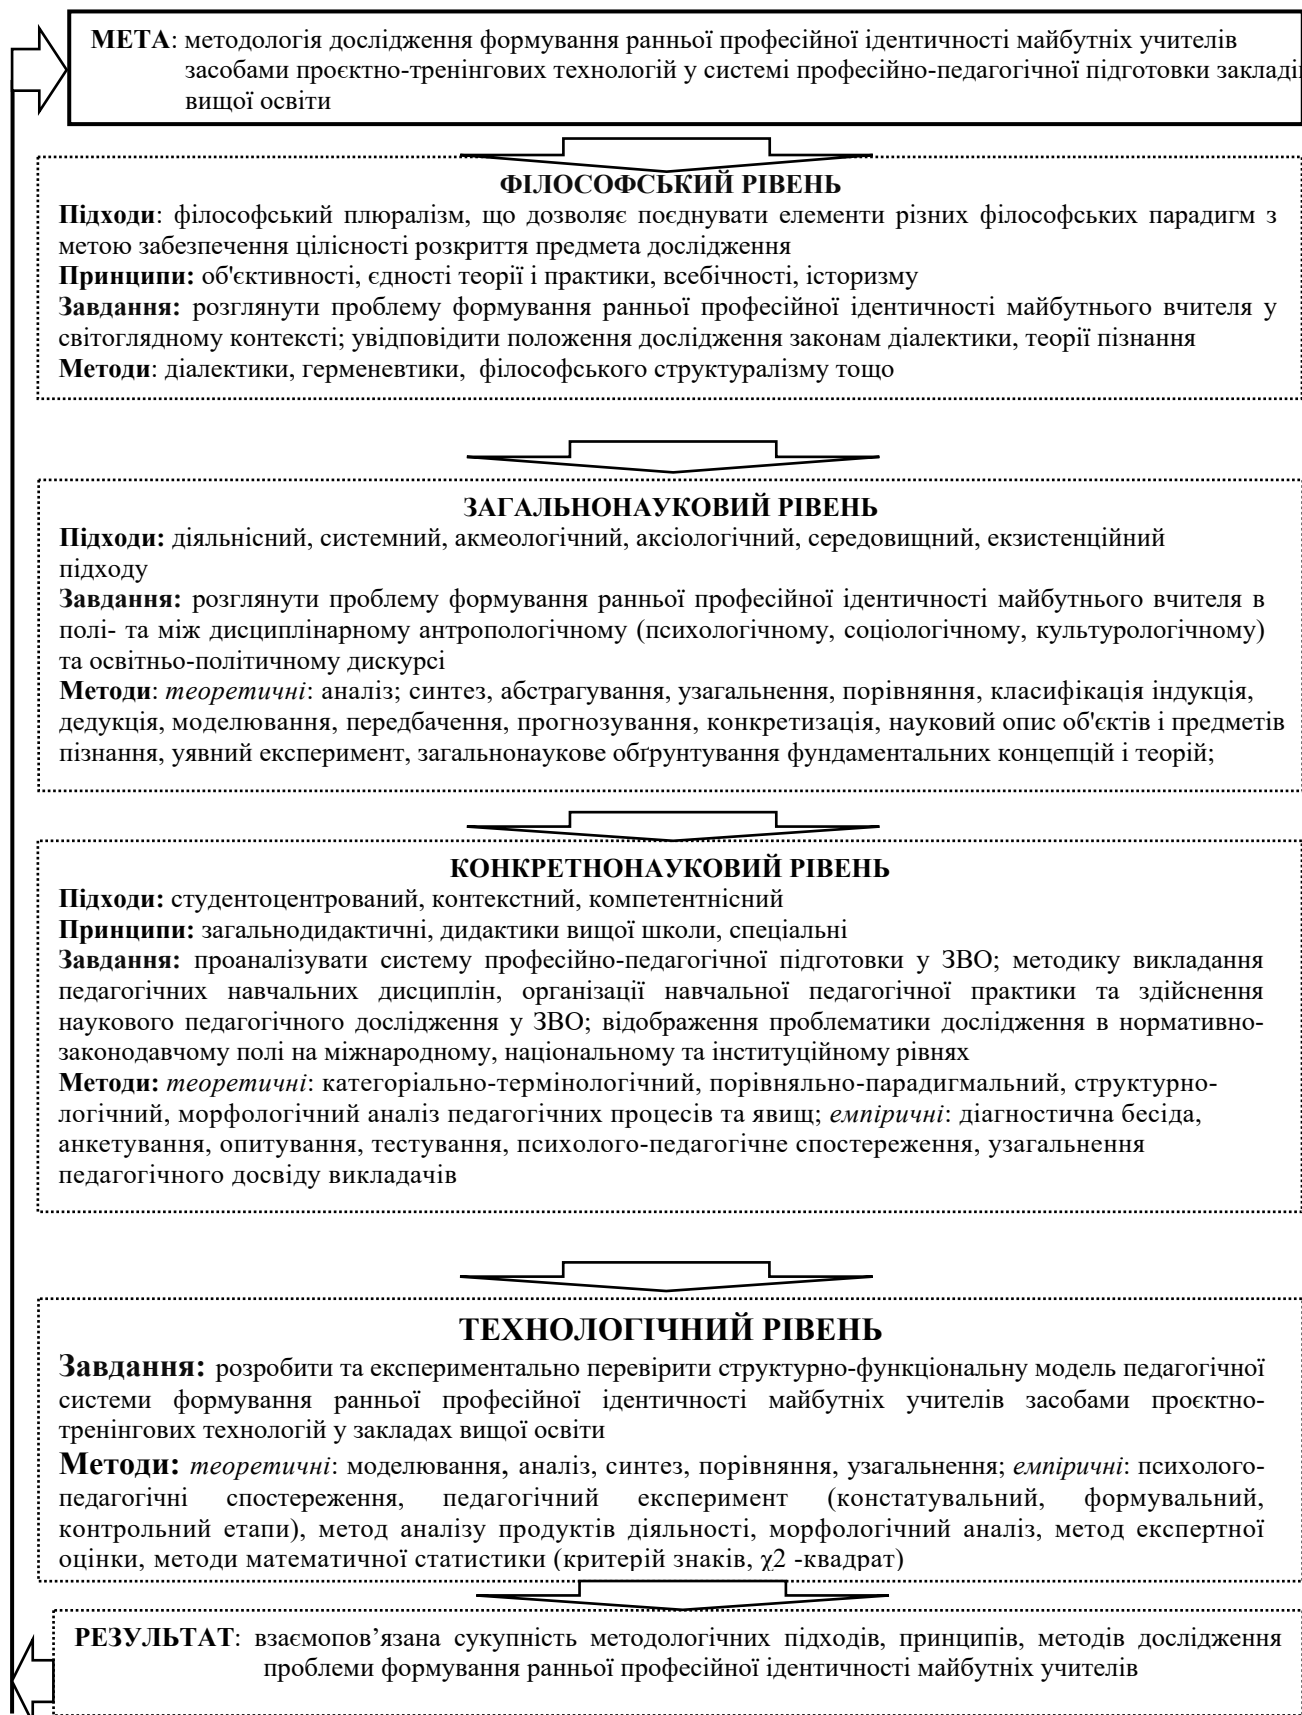 МЕТА: методологія дослідження формування ранньої професійної ідентичності майбутніх учителів
засобами проєктно-тренінгових технологій у системі професійно-педагогічної підготовки закладі
вищої освіти
ФІЛОСОФСЬКИЙ РІВЕНЬ
Підходи: філософський плюралізм, що дозволяє поєднувати елементи різних філософських парадигм з
метою забезпечення цілісності розкриття предмета дослідження
Принципи: об'єктивності, єдності теорії і практики, всебічності, історизму
Завдання: розглянути проблему формування ранньої професійної ідентичності майбутнього вчителя у
світоглядному контексті; увідповідити положення дослідження законам діалектики, теорії пізнання
Методи: діалектики, герменевтики, філософського структуралізму тощо
ЗАГАЛЬНОНАУКОВИЙ РІВЕНЬ
Підходи: діяльнісний, системний, акмеологічний, аксіологічний, середовищний, екзистенційний
підходу
Завдання: розглянути проблему формування ранньої професійної ідентичності майбутнього вчителя в
полі- та між дисциплінарному антропологічному (психологічному, соціологічному, культурологічному)
та освітньо-політичному дискурсі
Методи: теоретичні: аналіз; синтез, абстрагування, узагальнення, порівняння, класифікація індукція,
дедукція, моделювання, передбачення, прогнозування, конкретизація, науковий опис об'єктів і предметів
пізнання, уявний експеримент, загальнонаукове обґрунтування фундаментальних концепцій і теорій;
КОНКРЕТНОНАУКОВИЙ РІВЕНЬ
Підходи: студентоцентрований, контекстний, компетентнісний
Принципи: загальнодидактичні, дидактики вищої школи, спеціальні
Завдання: проаналізувати систему професійно-педагогічної підготовки у ЗВО; методику викладання
педагогічних навчальних дисциплін, організації навчальної педагогічної практики та здійснення
наукового педагогічного дослідження у ЗВО; відображення проблематики дослідження в нормативно-
законодавчому полі на міжнародному, національному та інституційному рівнях
Методи: теоретичні: категоріально-термінологічний, порівняльно-парадигмальний, структурно-
логічний, морфологічний аналіз педагогічних процесів та явищ; емпіричні: діагностична бесіда,
анкетування, опитування, тестування, психолого-педагогічне спостереження, узагальнення
педагогічного досвіду викладачів
ТЕХНОЛОГІЧНИЙ РІВЕНЬ
Завдання: розробити та експериментально перевірити структурно-функціональну модель педагогічної
системи формування ранньої професійної ідентичності майбутніх учителів засобами проєктно-
тренінгових технологій у закладах вищої освіти
Методи: теоретичні: моделювання, аналіз, синтез, порівняння, узагальнення; емпіричні: психолого-
педагогічні спостереження, педагогічний експеримент (констатувальний, формувальний,
контрольний етапи), метод аналізу продуктів діяльності, морфологічний аналіз, метод експертної
оцінки, методи математичної статистики (критерій знаків, χ2 -квадрат)
РЕЗУЛЬТАТ: взаємопов’язана сукупність методологічних підходів, принципів, методів дослідження
проблеми формування ранньої професійної ідентичності майбутніх учителів